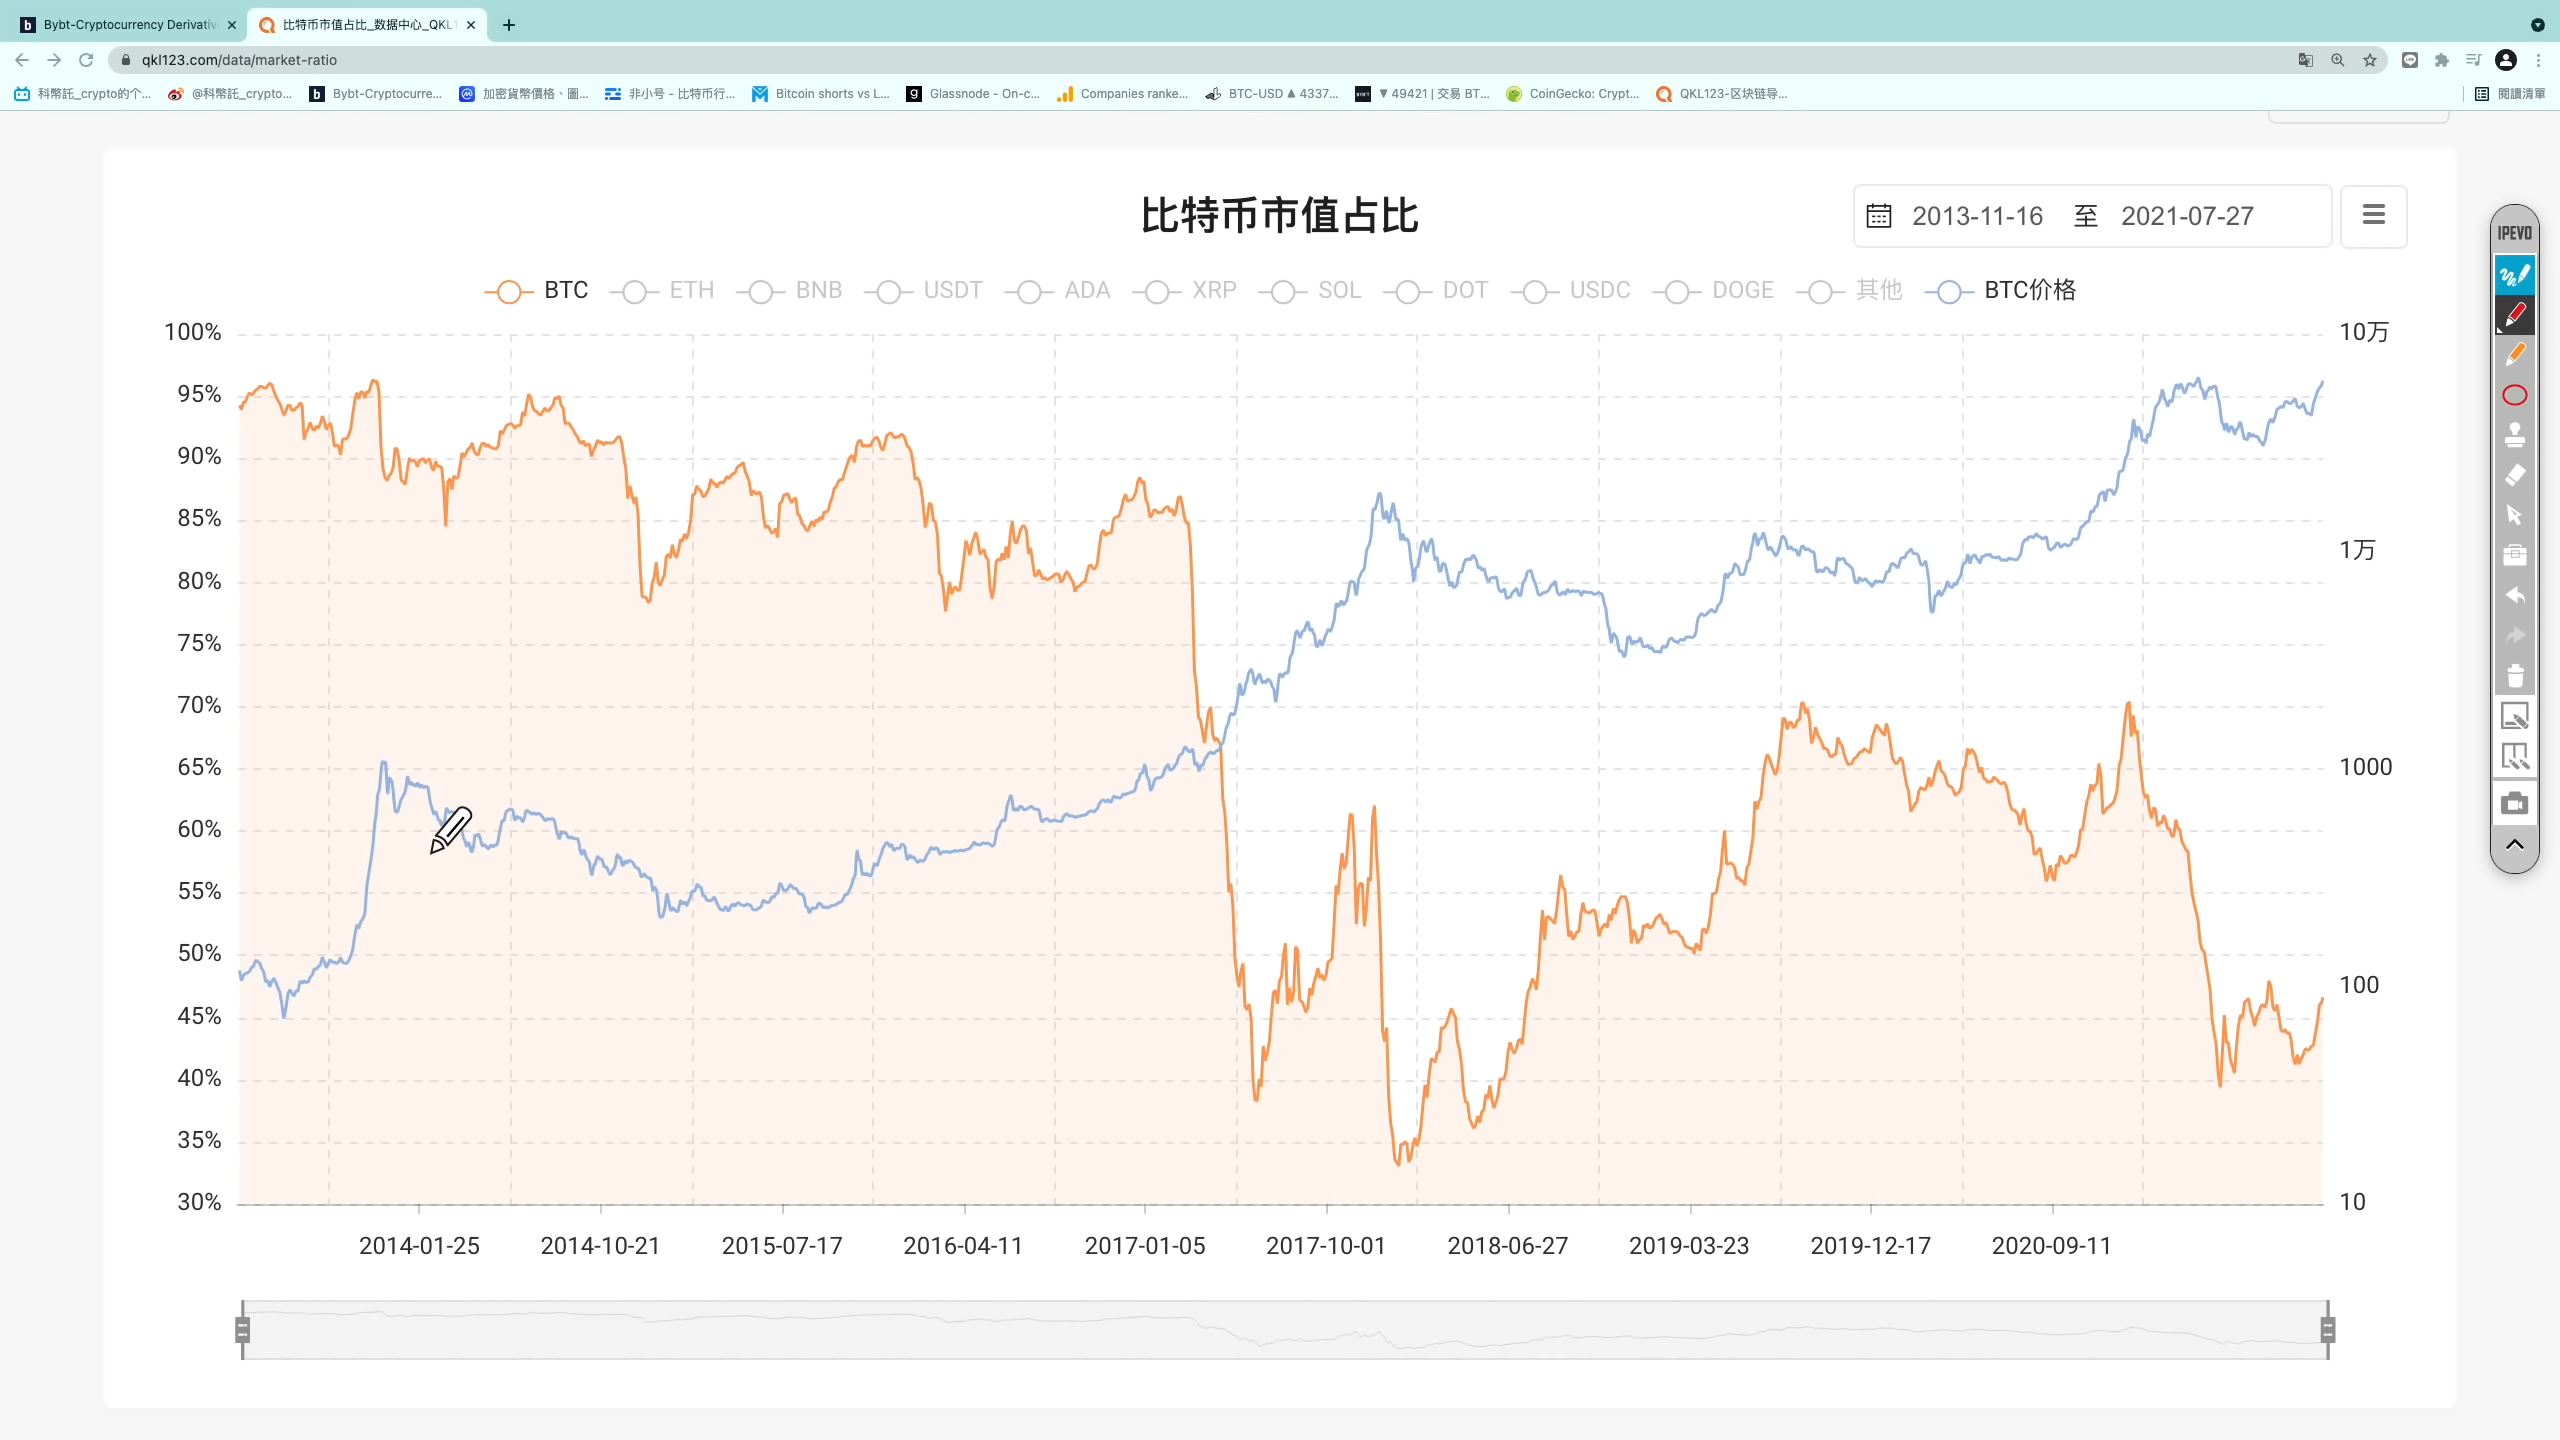 Bybt-Cryptocurrency Derivativ
比特币市值占比_数据中心_QKL1
qkl123.com/data/market-ratio
科幣託_crypto的个...
@科幣託_crypto...
Bybt-Cryptocurre...
加密貨幣價格、圖...
非小号 - 比特币行...
Bitcoin shorts vs L...
Glassnode - On-c...
Companies ranke...
BTC-USD ▲ 4337...
▼ 49421 | 交易 BT...
CoinGecko: Crypt...
QKL123-区块链导...
閱讀清單
比特币市值占比
2013-11-16 至 2021-07-27
IPEVO
BTC ETH BNB USDT ADA XRP SOL DOT USDC DOGE 其他 BTC价格
100% 10万
95%
90%
85% 1万
80%
75%
70%
65% 1000
60%
55%
50% 100
45%
40%
35%
30% 10
2014-01-25 2014-10-21 2015-07-17 2016-04-11 2017-01-05 2017-10-01 2018-06-27 2019-03-23 2019-12-17 2020-09-11